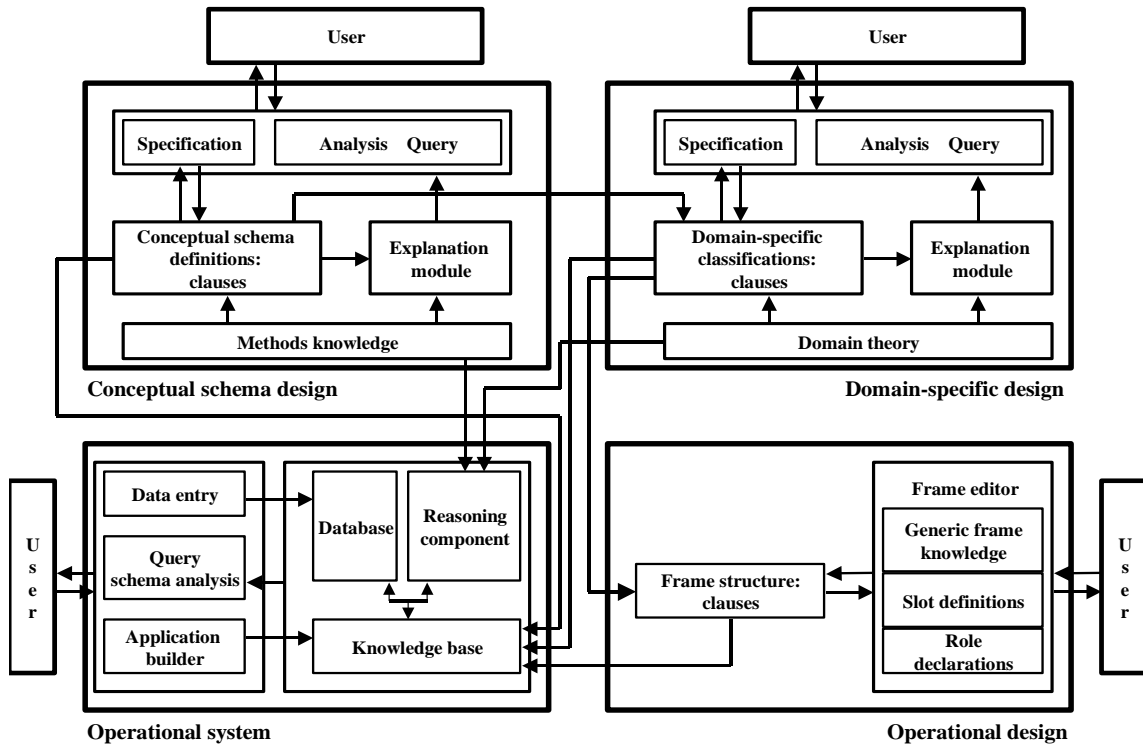 User
User
Specification
Analysis Query
Specification
Analysis Query
Conceptual schema
definitions:
clauses
Explanation
module
Domain-specific
classifications:
clauses
Explanation
module
Methods knowledge
Domain theory
Conceptual schema design
Domain-specific design
User
Data entry
Query
schema analysis
Application
builder
Database
Reasoning
component
Knowledge base
Frame structure:
clauses
Frame editor
Generic frame
knowledge
Slot definitions
Role
declarations
User
Operational system
Operational design